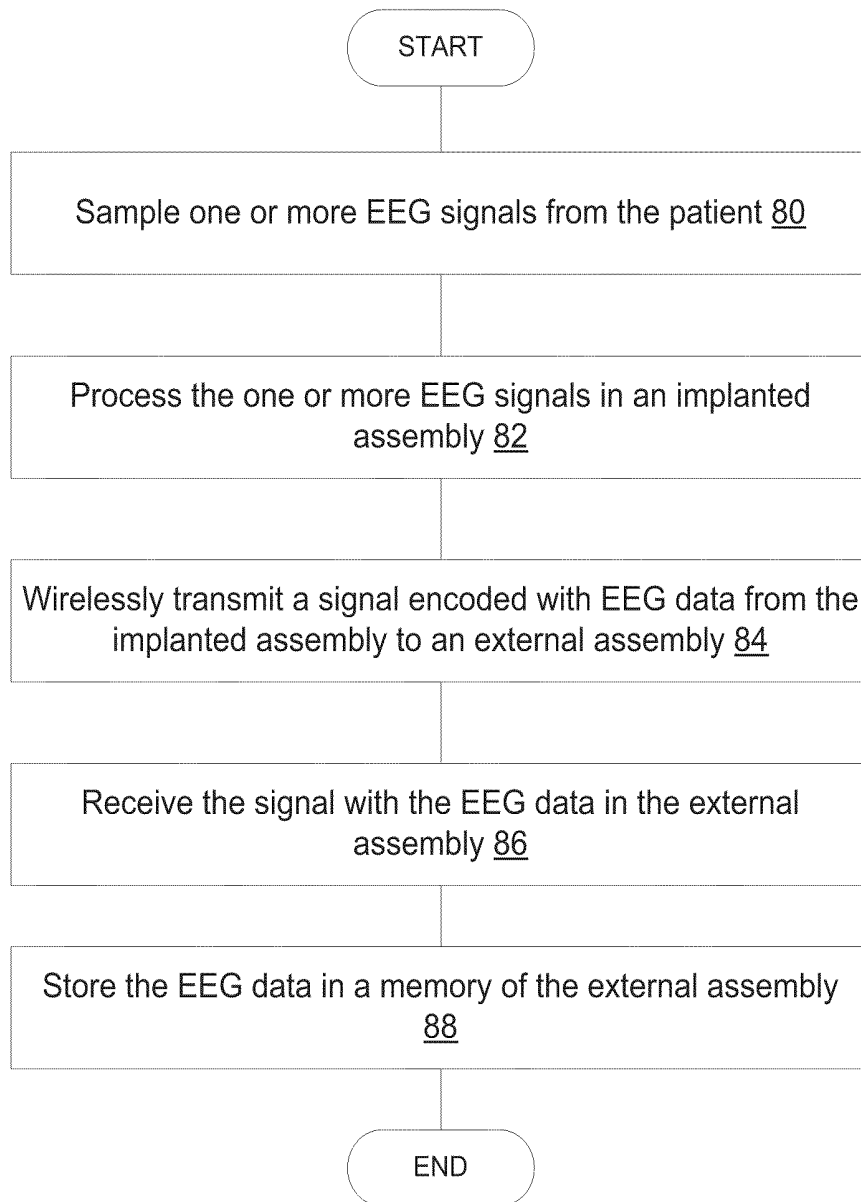 START
Sample one or more EEG signals from the patient 80
Process the one or more EEG signals in an implanted
assembly 82
Wirelessly transmit a signal encoded with EEG data from the
implanted assembly to an external assembly 84
Receive the signal with the EEG data in the external
assembly 86
Store the EEG data in a memory of the external assembly
88
END